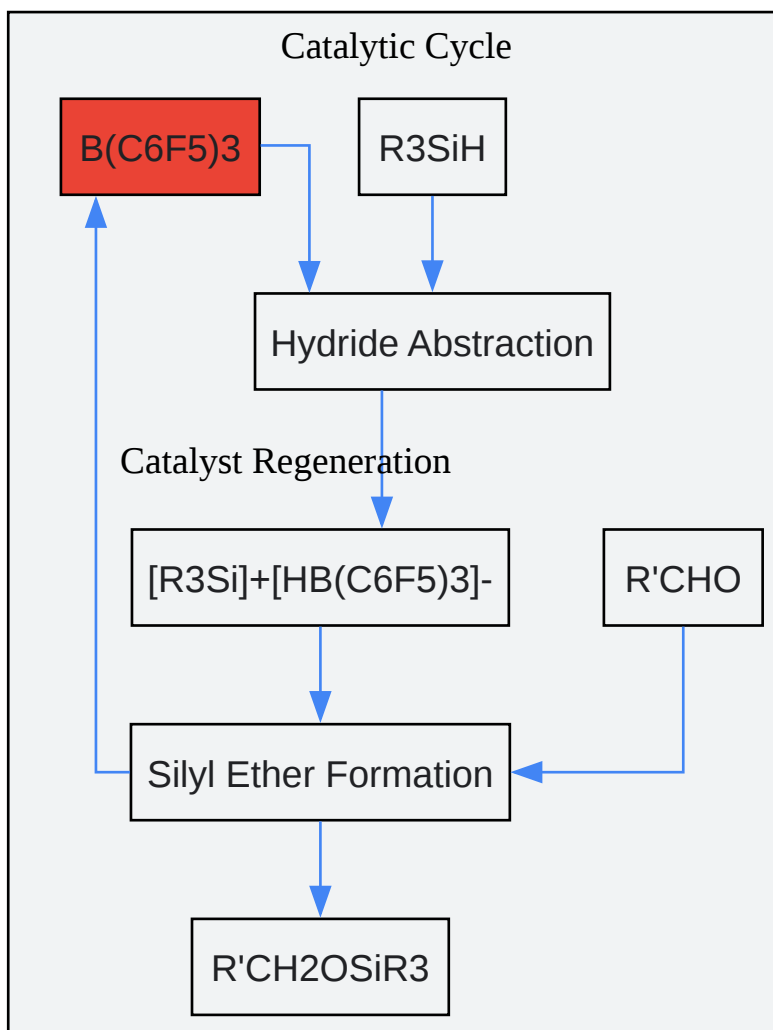 Catalytic Cycle
B(C6F5)3
R3SiH
Hydride Abstraction
Catalyst Regeneration
[R3Si]+[HB(C6F5)3]-
R'CHO
Silyl Ether Formation
R'CH2OSiR3